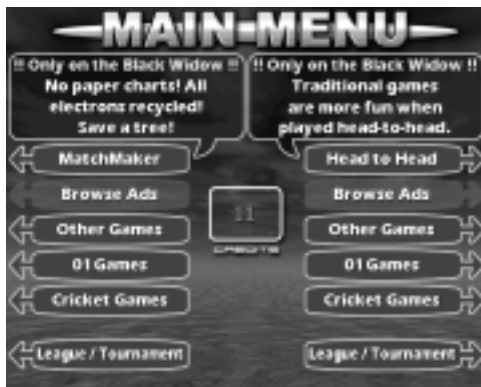 MAIN-MENU
!! Only on the Black Widow !!
No paper charts! All
electrons recycled!
Save a tree!
!! Only on the Black Widow !!
Traditional games
are more fun when
played head-to-head.
MatchMaker
Head to Head
Browse Ads
Browse Ads
11
CREDITS
Other Games
Other Games
01 Games
01 Games
Cricket Games
Cricket Games
League / Tournament
League / Tournament